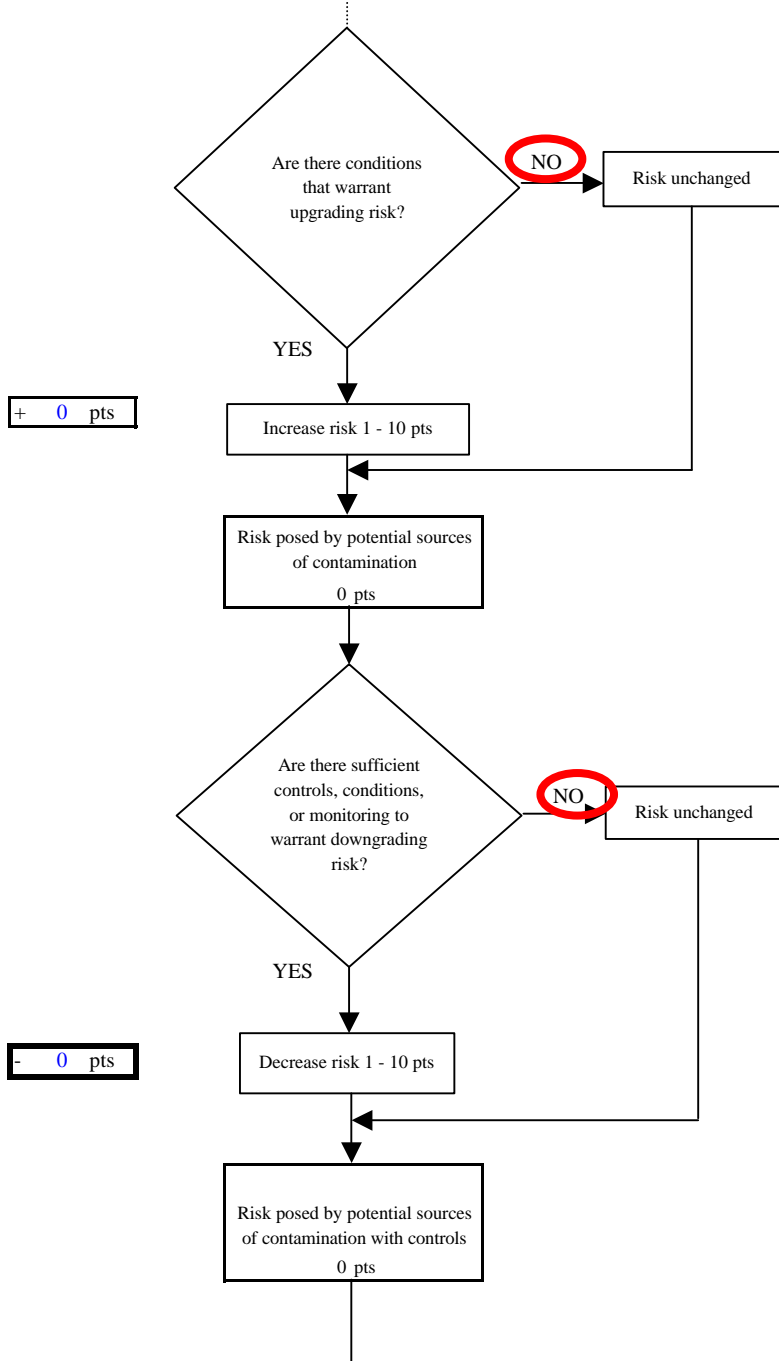 Are there conditions
that warrant
upgrading risk?
NO
Risk unchanged
YES
+ 0 pts
Increase risk 1 - 10 pts
Risk posed by potential sources
of contamination
0 pts
Are there sufficient
controls, conditions,
or monitoring to
warrant downgrading
risk?
NO
Risk unchanged
YES
- 0 pts
Decrease risk 1 - 10 pts
Risk posed by potential sources
of contamination with controls
0 pts